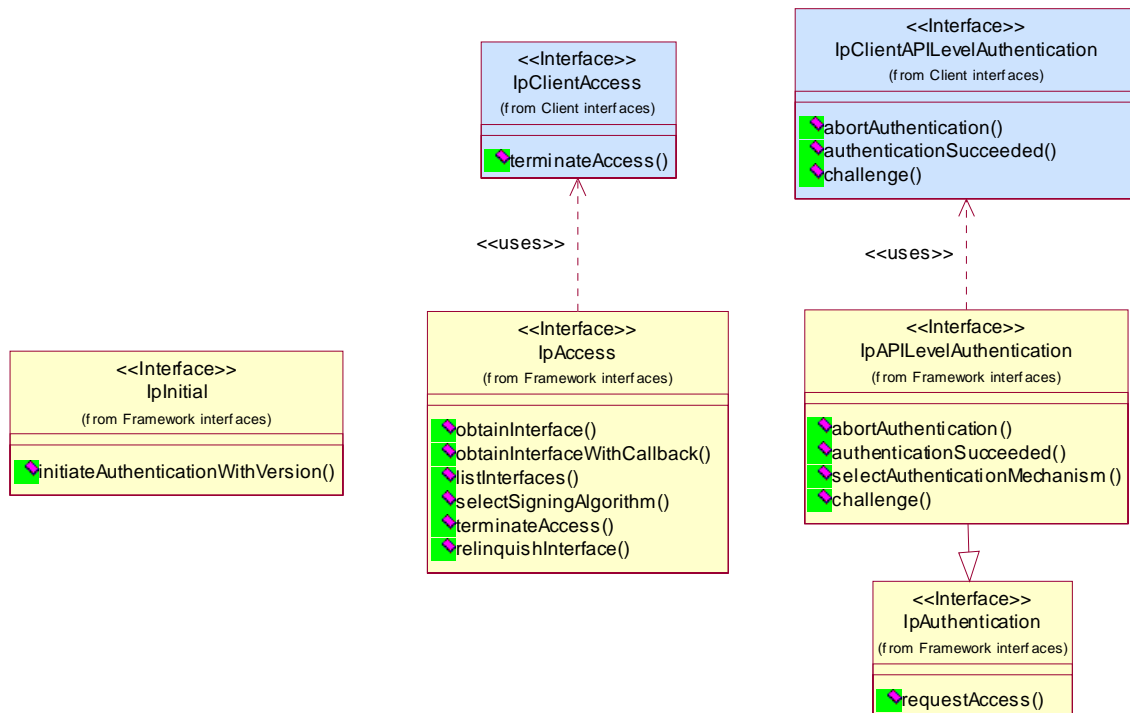 <<Interface>>
IpClientAPILevelAuthentication
(from Client interfaces)
abortAuthentication()
authenticationSucceeded()
challenge()
<<Interface>>
IpClientAccess
(from Client interfaces)
terminateAccess()
<<uses>>
<<uses>>
<<Interface>>
IpInitial
(from Framework interfaces)
initiateAuthenticationWithVersion()
<<Interface>>
IpAccess
(from Framework interfaces)
obtainInterface()
obtainInterfaceWithCallback()
listInterfaces()
selectSigningAlgorithm()
terminateAccess()
relinquishInterface()
<<Interface>>
IpAPILevelAuthentication
(from Framework interfaces)
abortAuthentication()
authenticationSucceeded()
selectAuthenticationMechanism()
challenge()
<<Interface>>
IpAuthentication
(from Framework interfaces)
requestAccess()